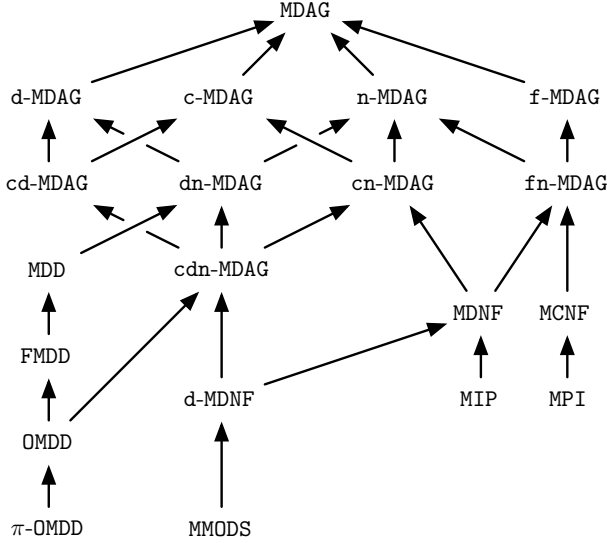 MDAG
d-MDAG c-MDAG n-MDAG f-MDAG
cd-MDAG dn-MDAG cn-MDAG fn-MDAG
MDD cdn-MDAG
MDNF MCNF
FMDD
d-MDNF MIP MPI
OMDD
π-OMDD MMODS